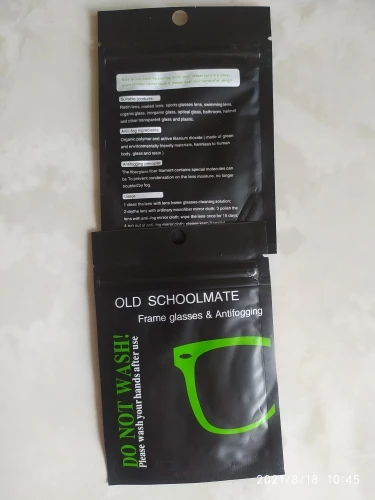 Suitable products:
Resin lens, coated lens, sports glasses lens, swimming lens,
organic glass, inorganic glass, optical glass, bathroom, helmet
and other transparent glass and plastic.
Anti-fog ingredients:
Organic polymer and active titanium dioxide ( made of green
and environmentally friendly materials, harmless to human
body, glass and resin ).
Antifogging principle:
The fiberglass fiber filament contains special molecules can
be To prevent condensation on the lens moisture, no longer
troubled by fog.
Usage:
1 clean the lens with lens frame glasses cleaning solution;
2 dry the lens with ordinary microfiber mirror cloth; 3 polish the
lens with anti-fog mirror cloth; wipe the lens once for 15 days
OLD SCHOOLMATE
Frame glasses & Antifogging
DO NOT WASH!
Please wash your hands after use
2021/8/18 10:45